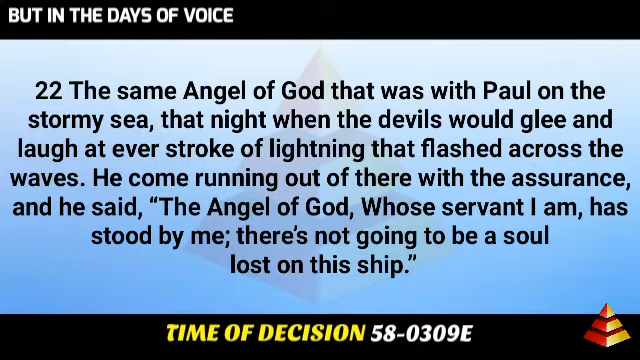 BUT IN THE DAYS OF VOICE
22 The same Angel of God that was with Paul on the
stormy sea, that night when the devils would glee and
laugh at ever stroke of lightning that flashed across the
waves. He come running out of there with the assurance,
and he said, “The Angel of God, Whose servant I am, has
stood by me; there’s not going to be a soul
lost on this ship.”
TIME OF DECISION 58-0309E